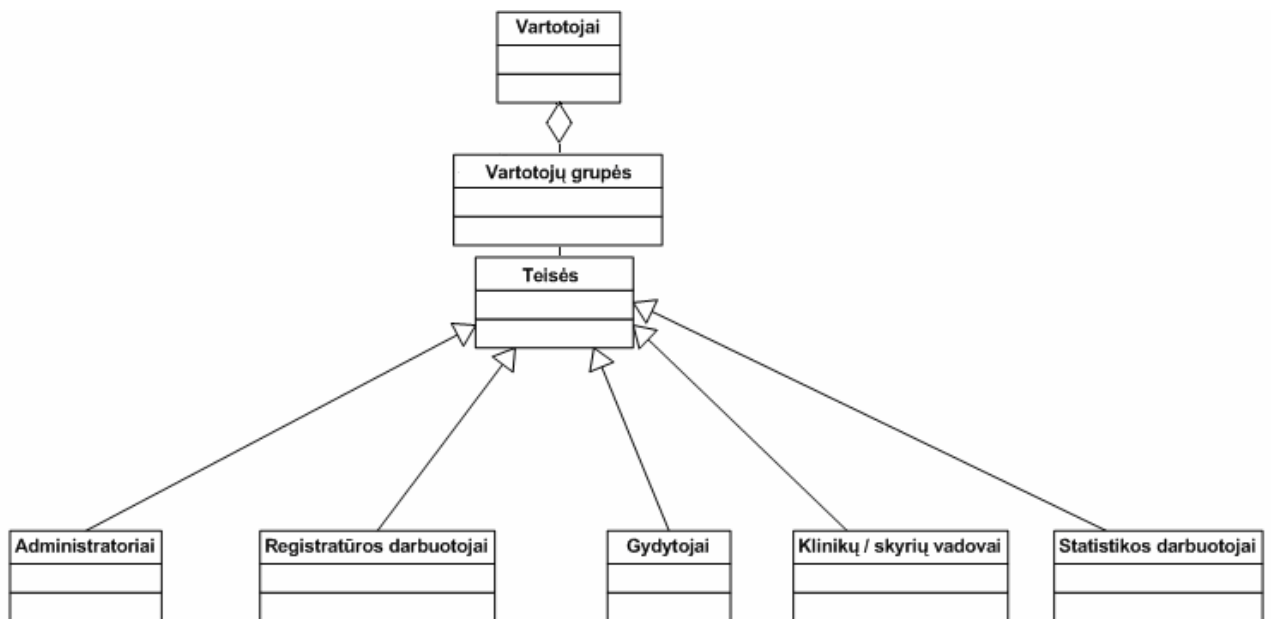 Vartotojai
Vartotojų grupės
Teisės
Administratoriai
Registratūros darbuotojai
Gydytojai
Klinikų / skyrių vadovai
Statistikos darbuotojai